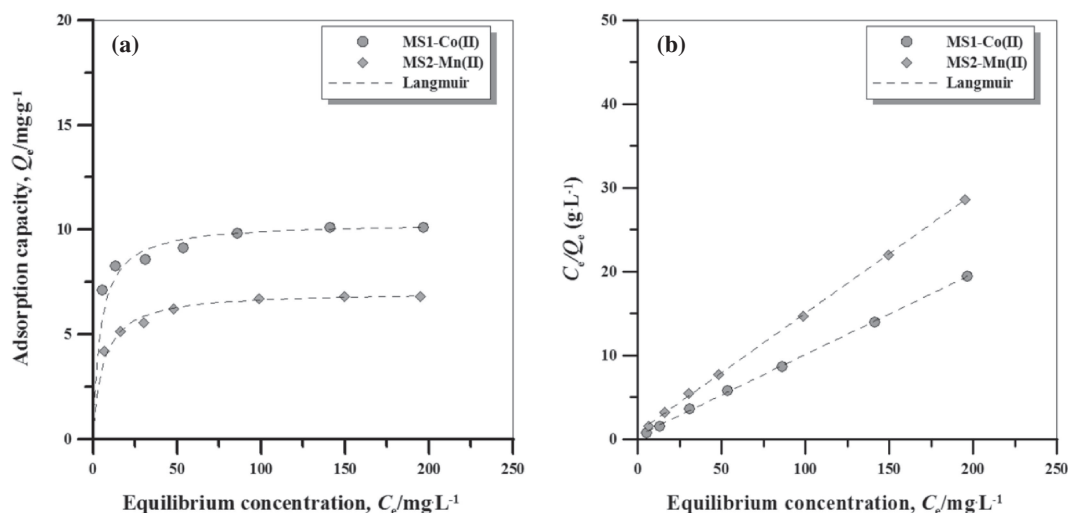 (a)
MS1-Co(II)
MS2-Mn(II)
Langmuir
20
15
10
5
0
0 50 100 150 200 250
Adsorption capacity, Qe/mg·g-1
Equilibrium concentration, Ce/mg·L-1
(b)
MS1-Co(II)
MS2-Mn(II)
Langmuir
50
40
30
20
10
0
0 50 100 150 200 250
Ce/Qe (g·L-1)
Equilibrium concentration, Ce/mg·L-1